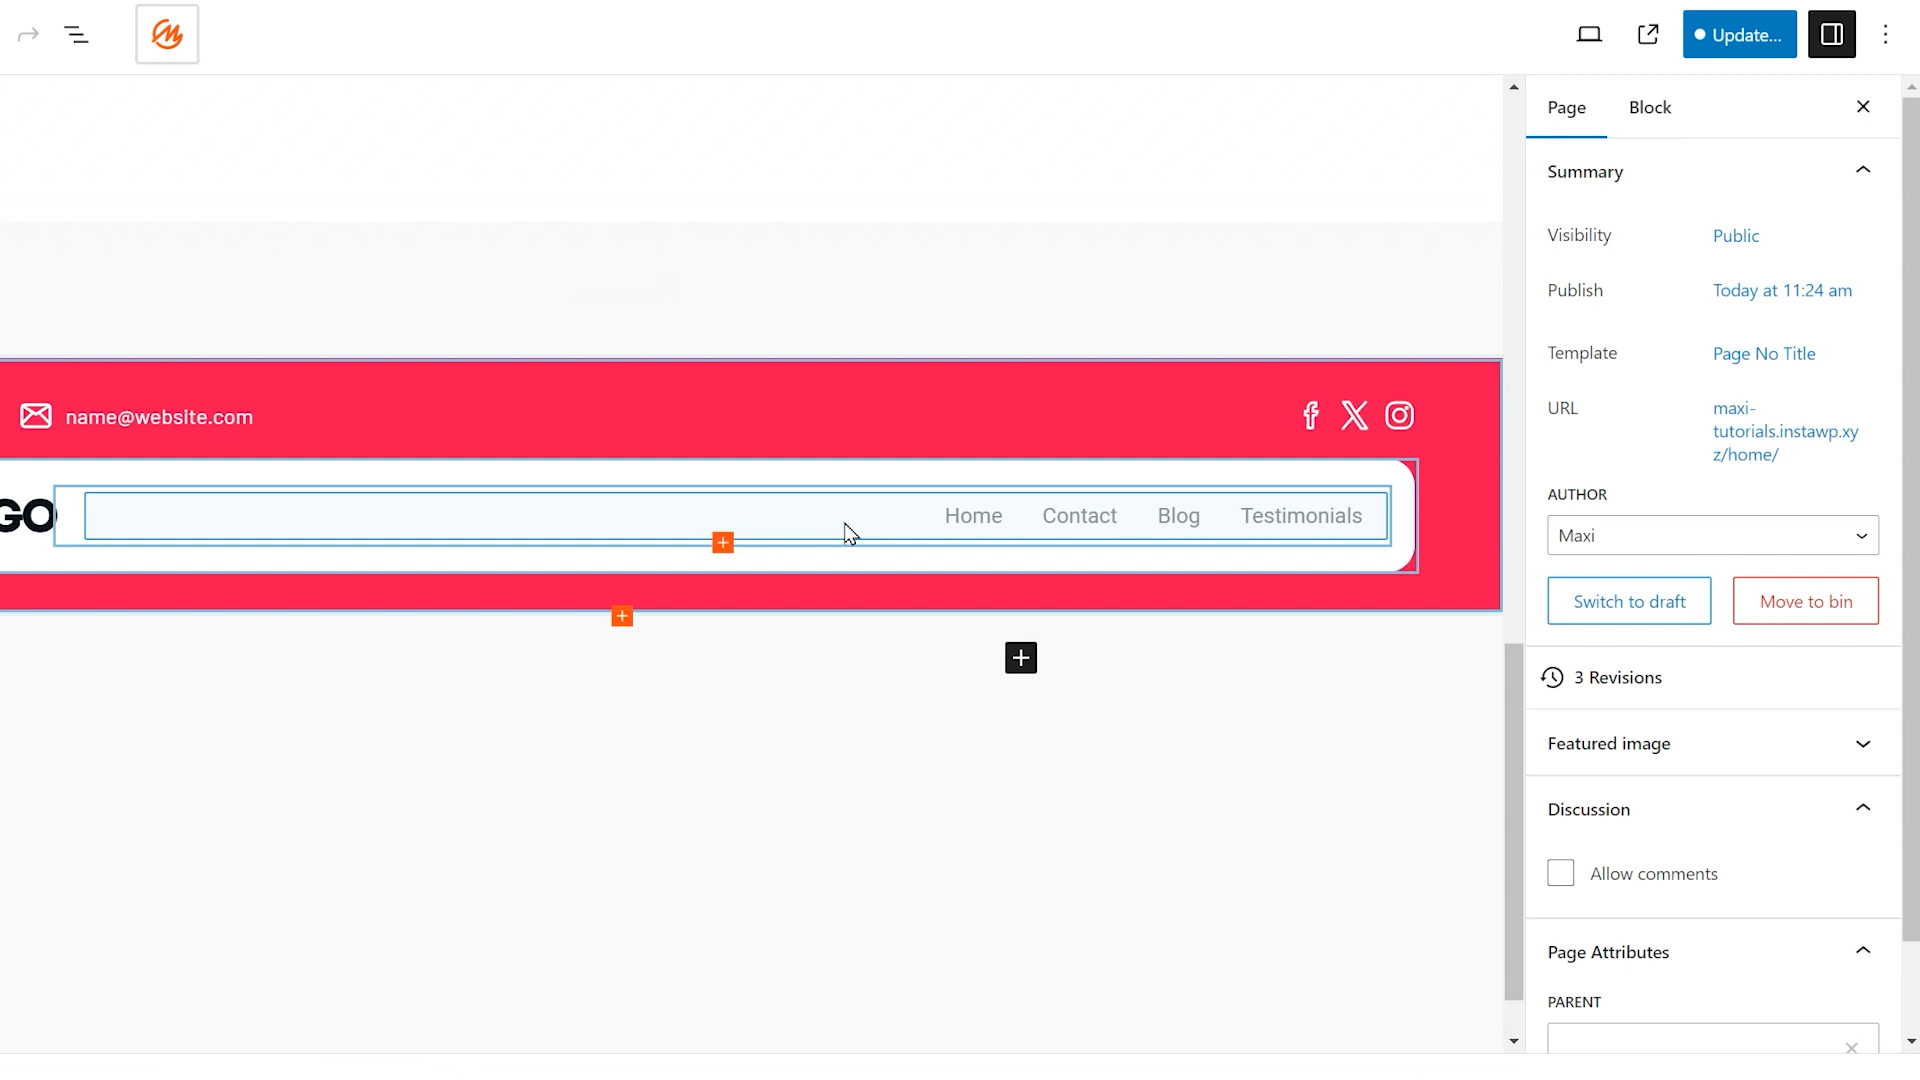 Update...
Page
Block
Summary
Visibility
Public
Publish
Today at 11:24 am
Template
Page No Title
URL
maxi-
tutorials.instawp.xy
z/home/
AUTHOR
Maxi
Switch to draft
Move to bin
3 Revisions
Featured image
Discussion
Allow comments
Page Attributes
PARENT
name@website.com
GO
Home
Contact
Blog
Testimonials